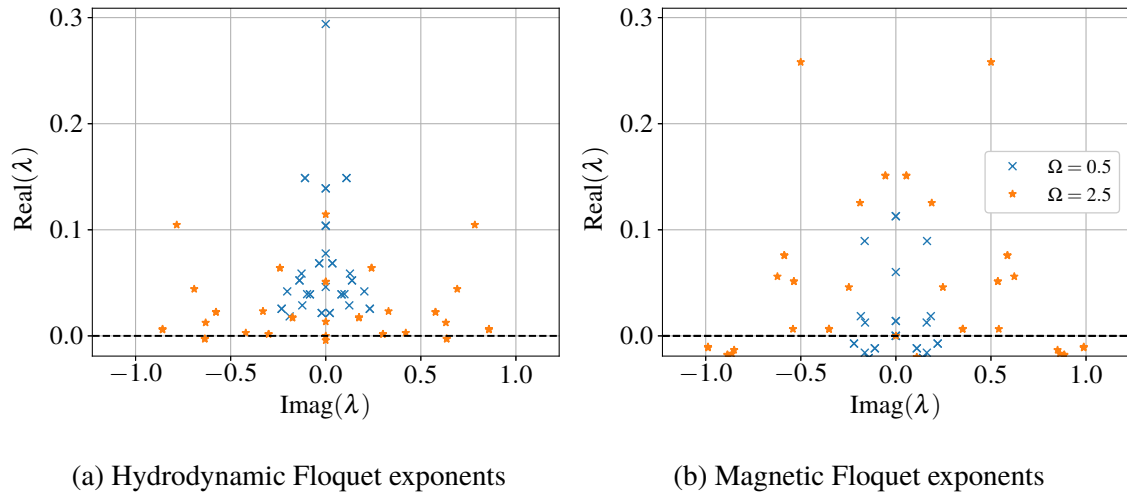 0.3
0.2
0.1
0.0
Real(λ)
−1.0 −0.5 0.0 0.5 1.0
Imag(λ)
(a) Hydrodynamic Floquet exponents
0.3
0.2
0.1
0.0
Real(λ)
Ω = 0.5
Ω = 2.5
−1.0 −0.5 0.0 0.5 1.0
Imag(λ)
(b) Magnetic Floquet exponents